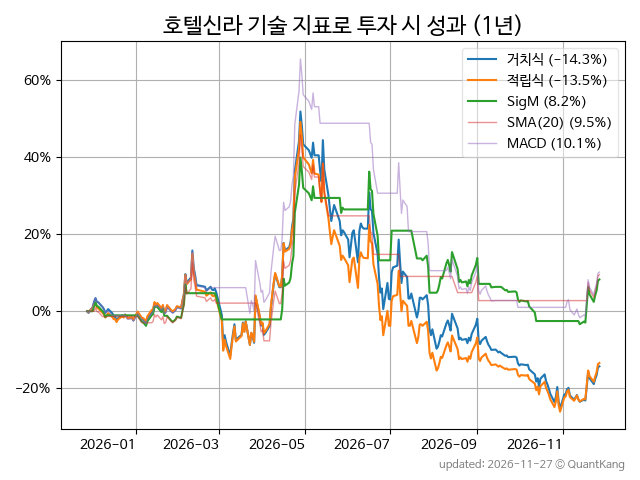 호텔신라 기술 지표로 투자 시 성과 (1년)
거치식 (−14.3%)
적립식 (−13.5%)
SigM (8.2%)
SMA(20) (9.5%)
MACD (10.1%)
60%
40%
20%
0%
−20%
2026-01 2026-03 2026-05 2026-07 2026-09 2026-11
updated: 2026-11-27 © QuantKang